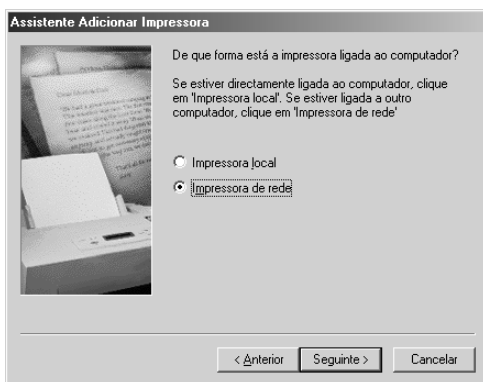 Assistente Adicionar Impressora
De que forma está a impressora ligada ao computador?
Se estiver directamente ligada ao computador, clique
em 'Impressora local'. Se estiver ligada a outro
computador, clique em 'Impressora de rede'
Impressora local
Impressora de rede
< Anterior
Seguinte >
Cancelar